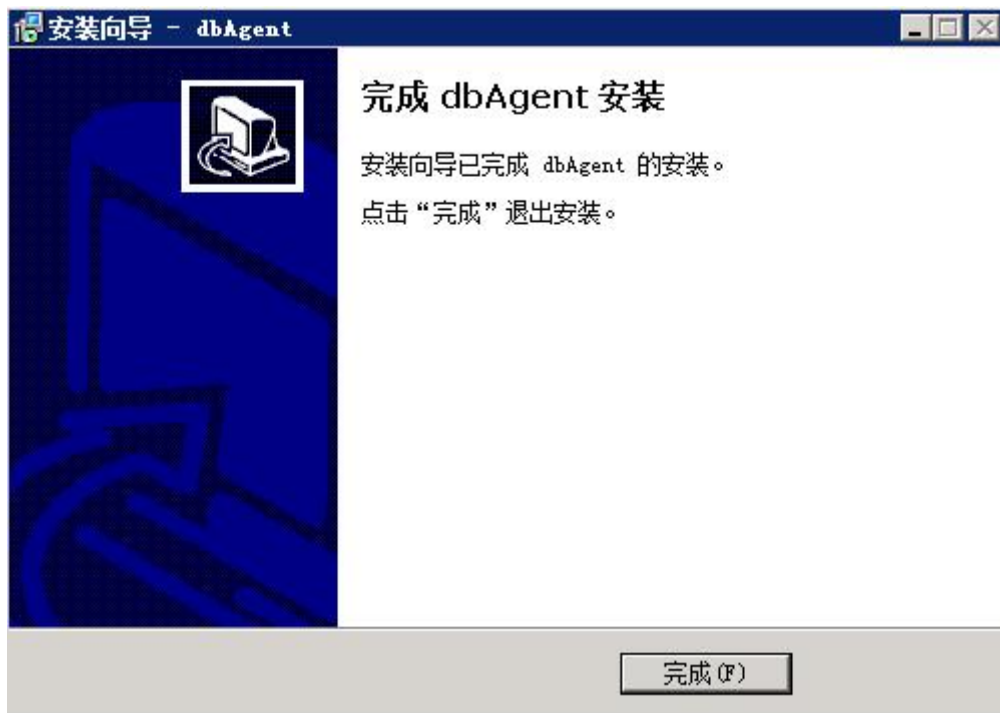 安装向导 - dbAgent
完成 dbAgent 安装
安装向导已完成 dbAgent 的安装。
点击“完成”退出安装。
完成(F)